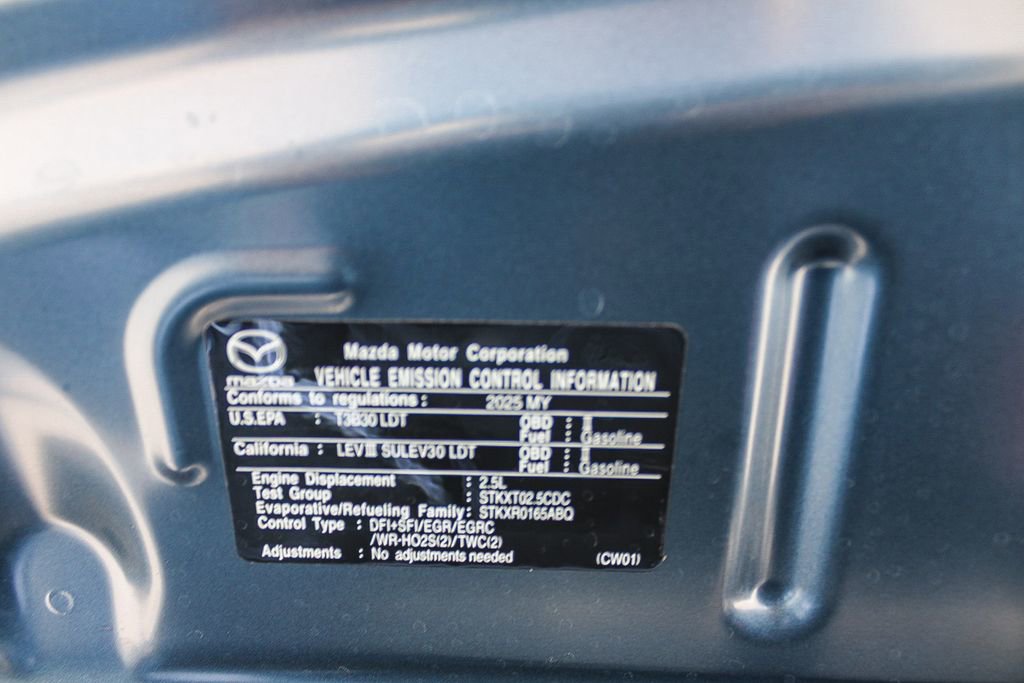 mazda
Mazda Motor Corporation
VEHICLE EMISSION CONTROL INFORMATION
Conforms to regulations : 2025 MY
U.S.EPA : T3B30 LDT OBD : II
Fuel : Gasoline
California : LEVIII SULEV30 LDT OBD : II
Fuel : Gasoline
Engine Displacement : 2.5L
Test Group : STKXT02.5CDC
Evaporative/Refueling Family: STKXR0165ABQ
Control Type : DFI+SFI/EGR/EGRC
/WR-HO2S(2)/TWC(2)
Adjustments : No adjustments needed (CW01)